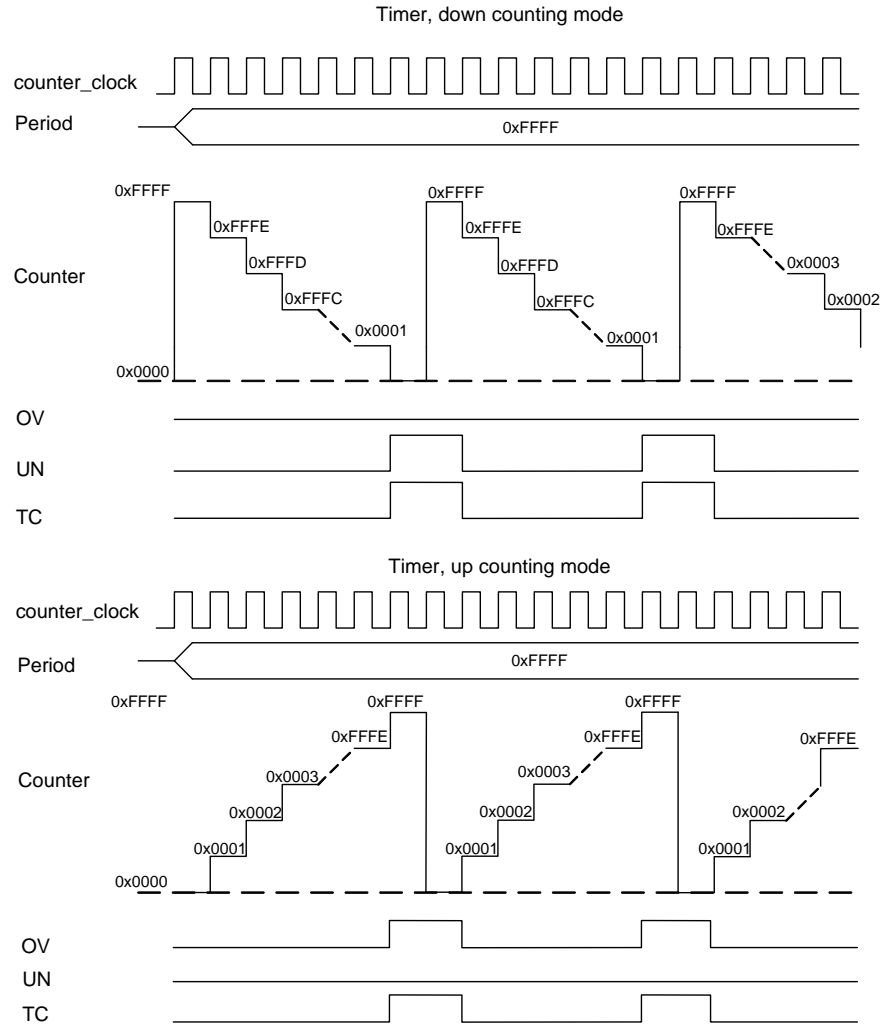 Timer, down counting mode
counter_clock
Period
0xFFFF
0xFFFF 0xFFFF 0xFFFF
0xFFFE 0xFFFE 0xFFFE
0xFFFD 0xFFFD 0x0003
Counter
0xFFFC 0xFFFC 0x0002
0x0001 0x0001
0x0000
OV
UN
TC
Timer, up counting mode
counter_clock
Period
0xFFFF
0xFFFF 0xFFFF 0xFFFF
0xFFFE 0xFFFE 0xFFFE
Counter
0x0003 0x0003
0x0002 0x0002 0x0002
0x0001 0x0001 0x0001
0x0000
OV
UN
TC